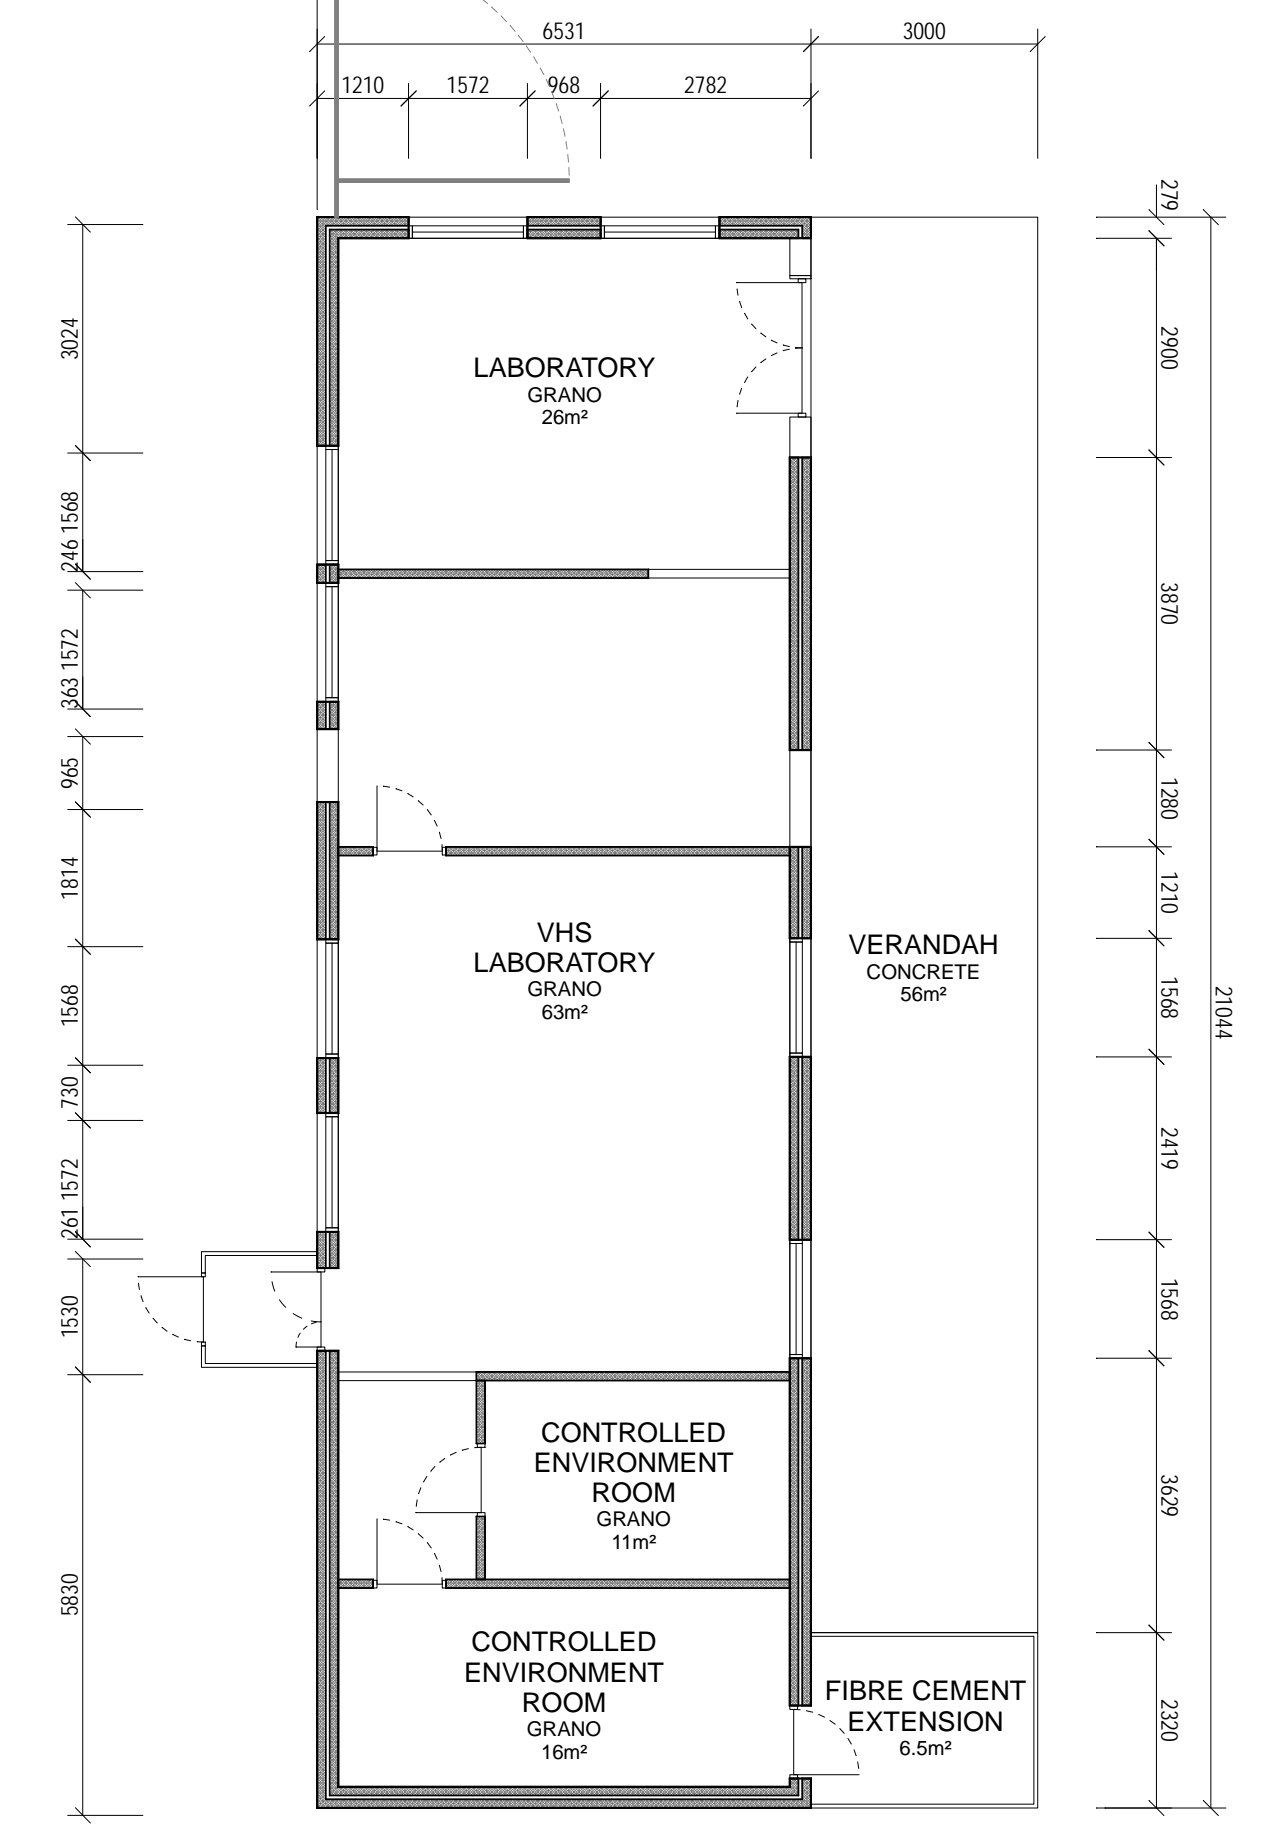 6531
3000
1210
1572
968
2782
279
3024
2900
LABORATORY
GRANO
26m²
1568
246
3870
1572
363
965
1280
1814
1210
VHS
LABORATORY
GRANO
63m²
VERANDAH
CONCRETE
56m²
1568
1568
21044
730
2419
1572
261
1530
1568
CONTROLLED
ENVIRONMENT
ROOM
GRANO
11m²
3629
5830
CONTROLLED
ENVIRONMENT
ROOM
GRANO
16m²
FIBRE CEMENT
EXTENSION
6.5m²
2320